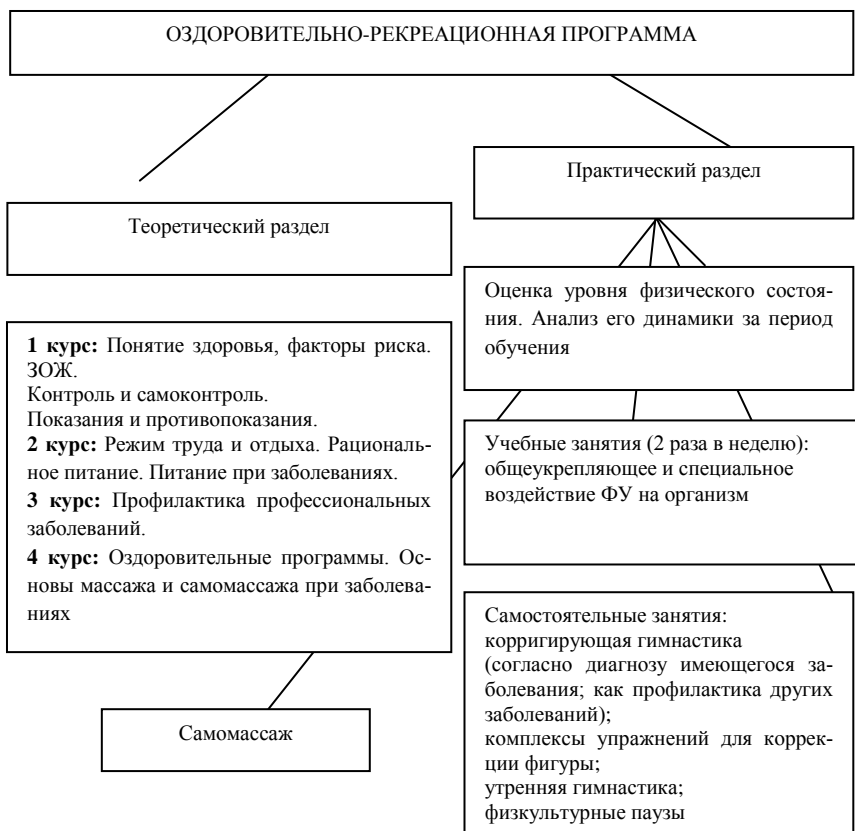 ОЗДОРОВИТЕЛЬНО-РЕКРЕАЦИОННАЯ ПРОГРАММА
Теоретический раздел
1 курс: Понятие здоровья, факторы риска.
ЗОЖ.
Контроль и самоконтроль.
Показания и противопоказания.
2 курс: Режим труда и отдыха. Рациональ-
ное питание. Питание при заболеваниях.
3 курс: Профилактика профессиональных
заболеваний.
4 курс: Оздоровительные программы. Ос-
новы массажа и самомассажа при заболева-
ниях
Практический раздел
Оценка уровня физического состоя-
ния. Анализ его динамики за период
обучения
Учебные занятия (2 раза в неделю):
общеукрепляющее и специальное
воздействие ФУ на организм
Самостоятельные занятия:
корригирующая гимнастика
(согласно диагнозу имеющегося за-
болевания; как профилактика других
заболеваний);
комплексы упражнений для коррек-
ции фигуры;
утренняя гимнастика;
физкультурные паузы
Самомассаж